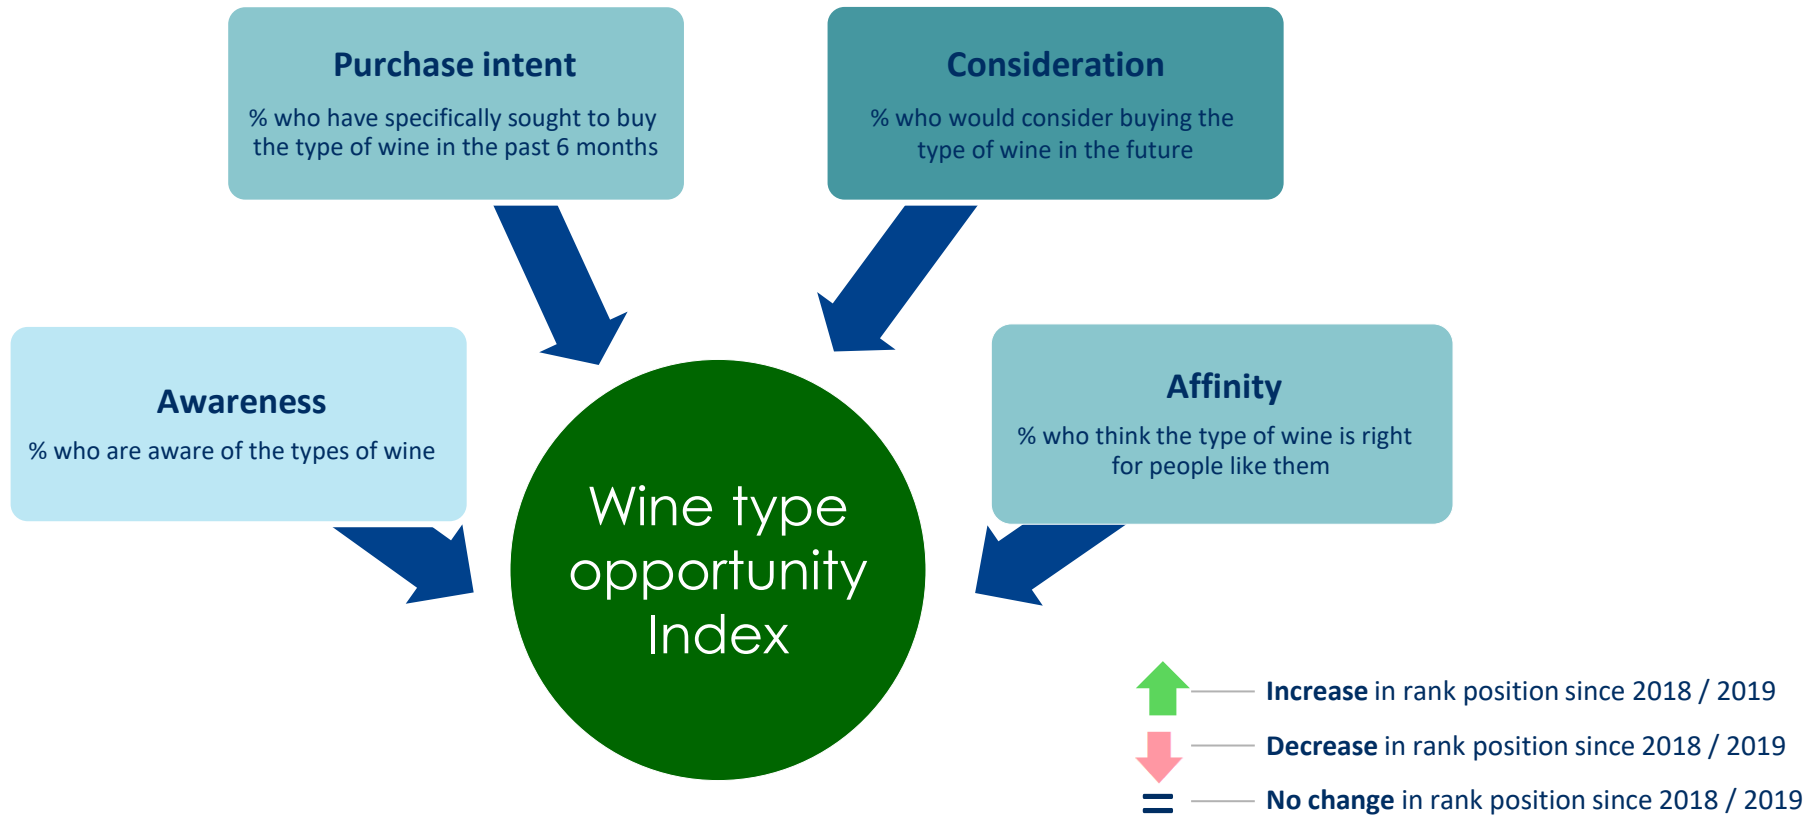 Purchase intent
% who have specifically sought to buy
the type of wine in the past 6 months
Consideration
% who would consider buying the
type of wine in the future
Awareness
% who are aware of the types of wine
Affinity
% who think the type of wine is right
for people like them
Wine type
opportunity
Index
Increase in rank position since 2018 / 2019
Decrease in rank position since 2018 / 2019
= No change in rank position since 2018 / 2019